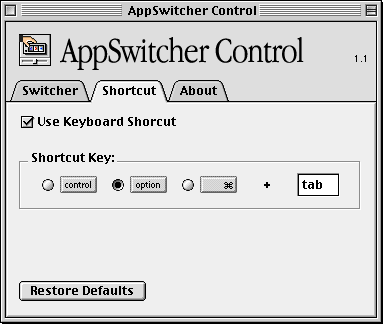 AppSwitcher Control
AppSwitcher Control 1.1
Switcher Shortcut About
Use Keyboard Shorcut
Shortcut Key:
control option ⌘ + tab
Restore Defaults